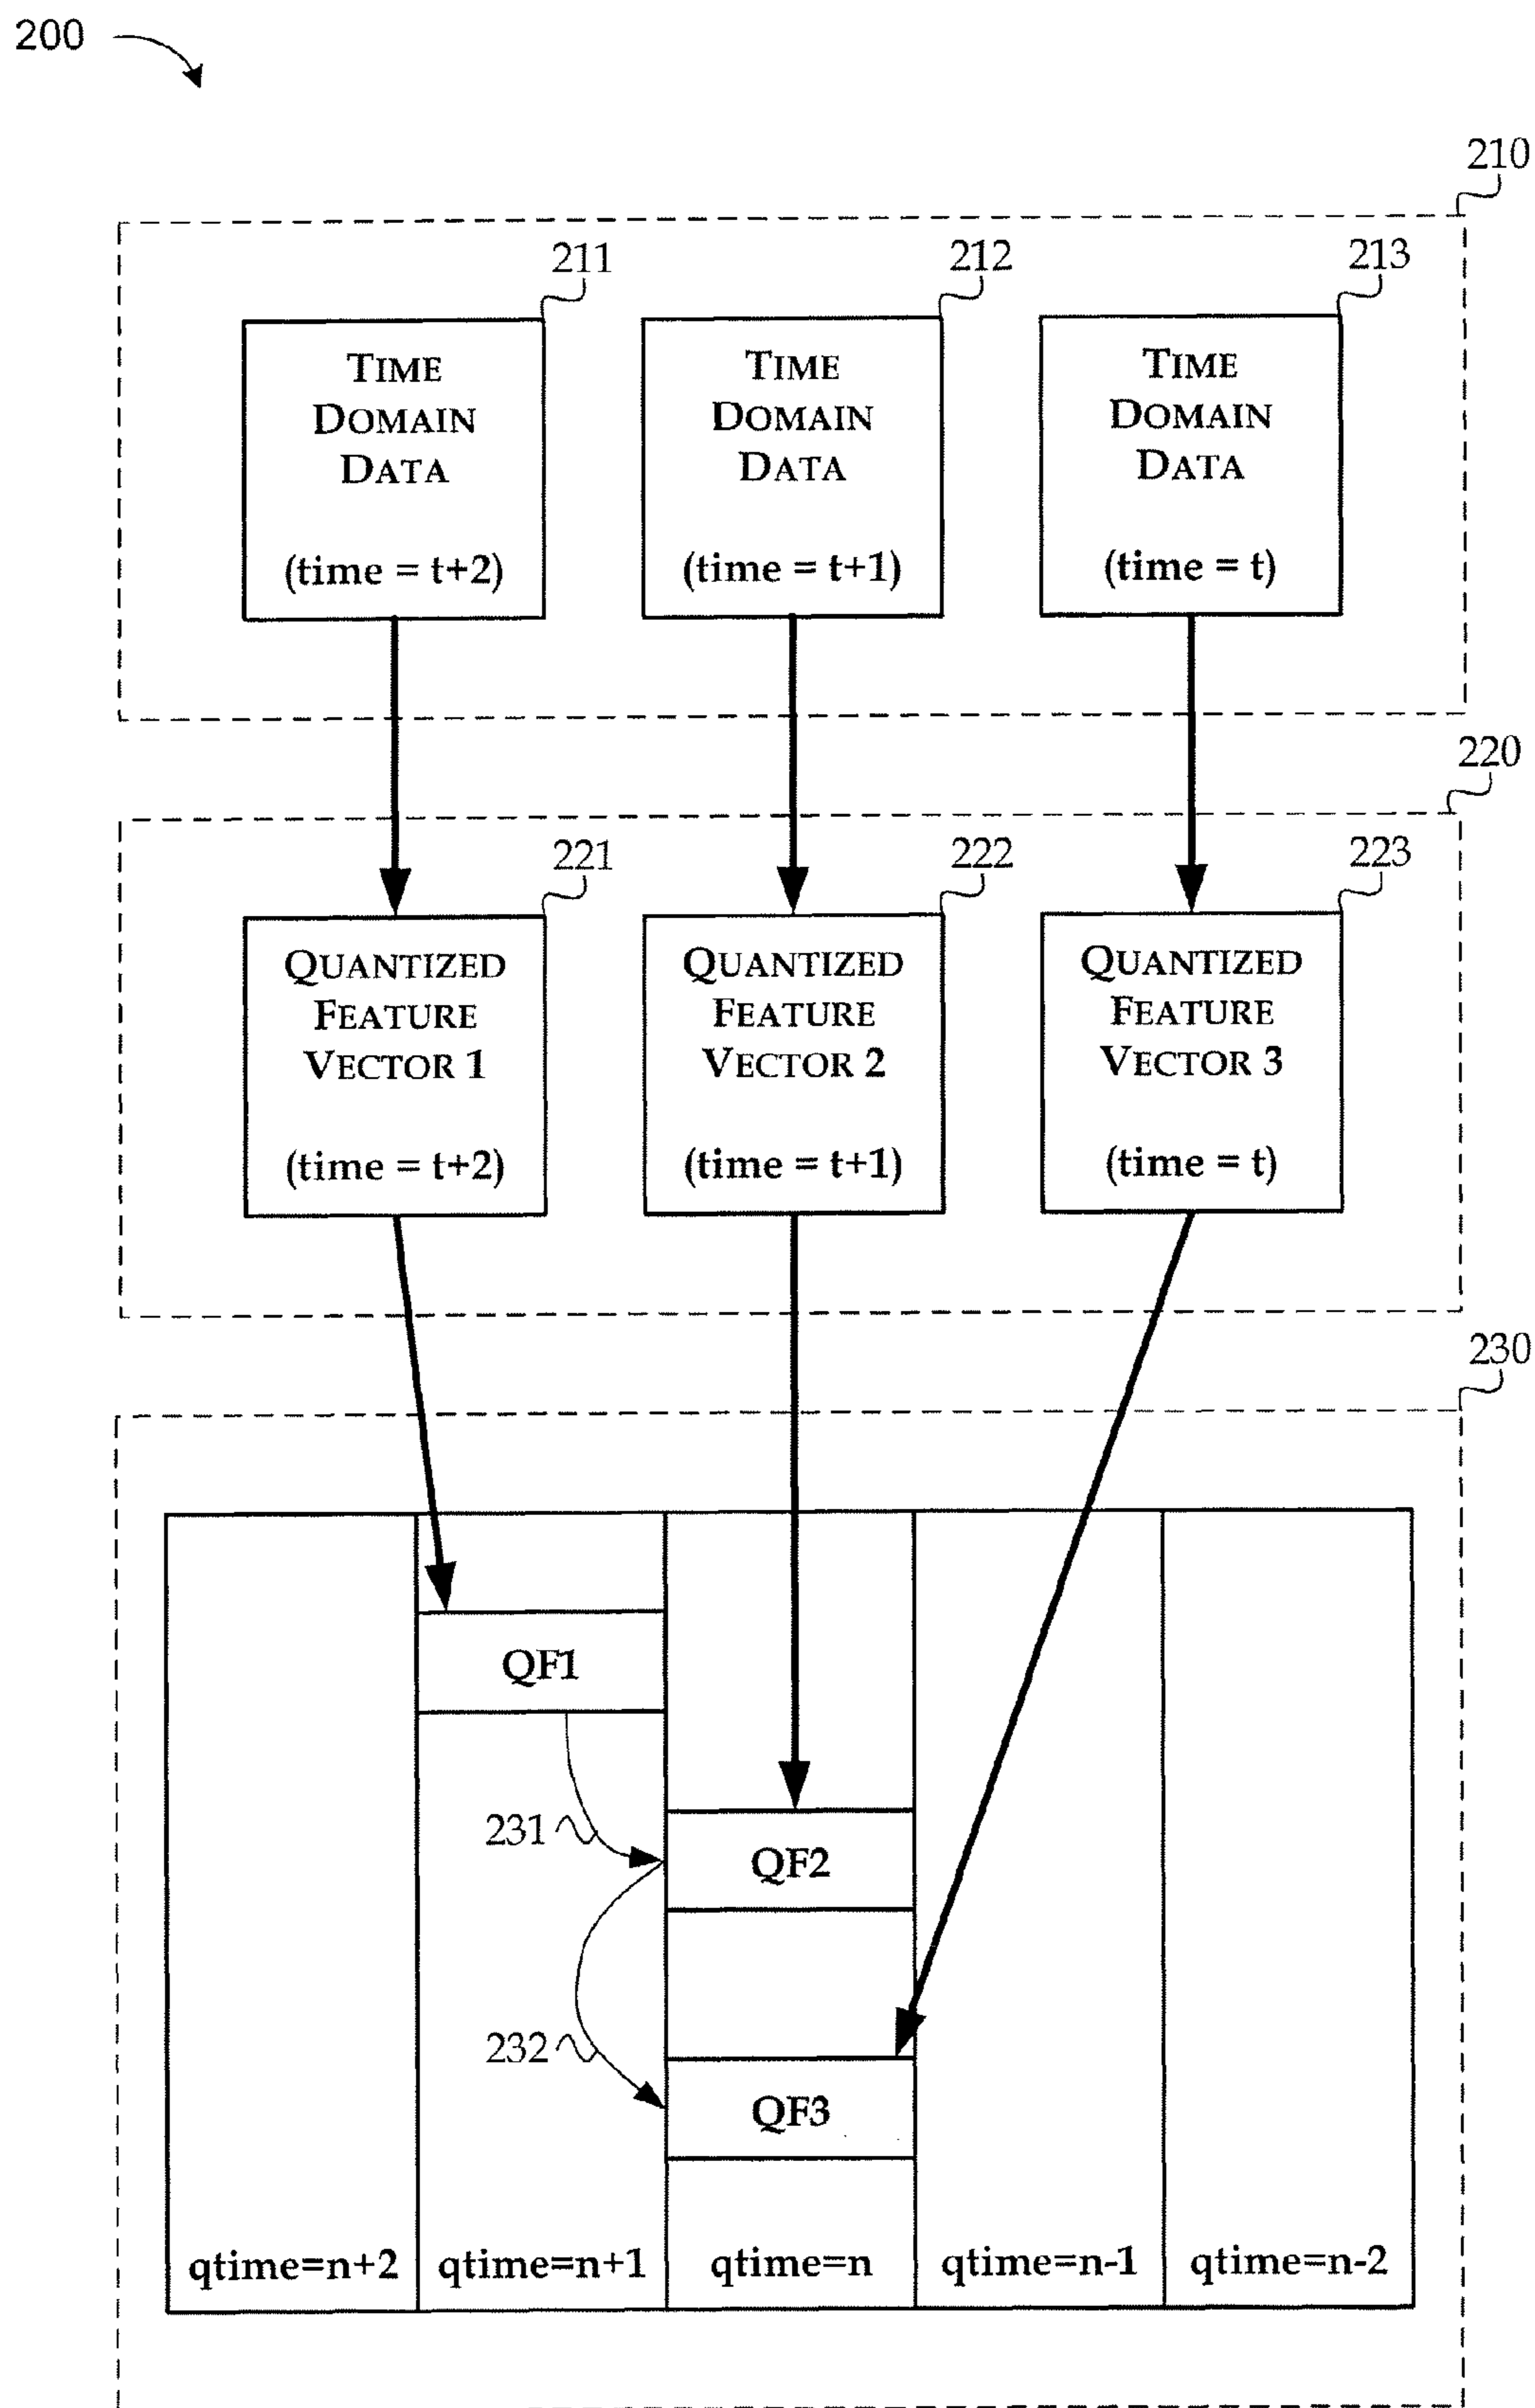 200
210
211
212
213
TIME
DOMAIN
DATA
(time = t+2)
TIME
DOMAIN
DATA
(time = t+1)
TIME
DOMAIN
DATA
(time = t)
220
221
222
223
QUANTIZED
FEATURE
VECTOR 1
(time = t+2)
QUANTIZED
FEATURE
VECTOR 2
(time = t+1)
QUANTIZED
FEATURE
VECTOR 3
(time = t)
230
QF1
231
QF2
232
QF3
qtime=n+2
qtime=n+1
qtime=n
qtime=n-1
qtime=n-2